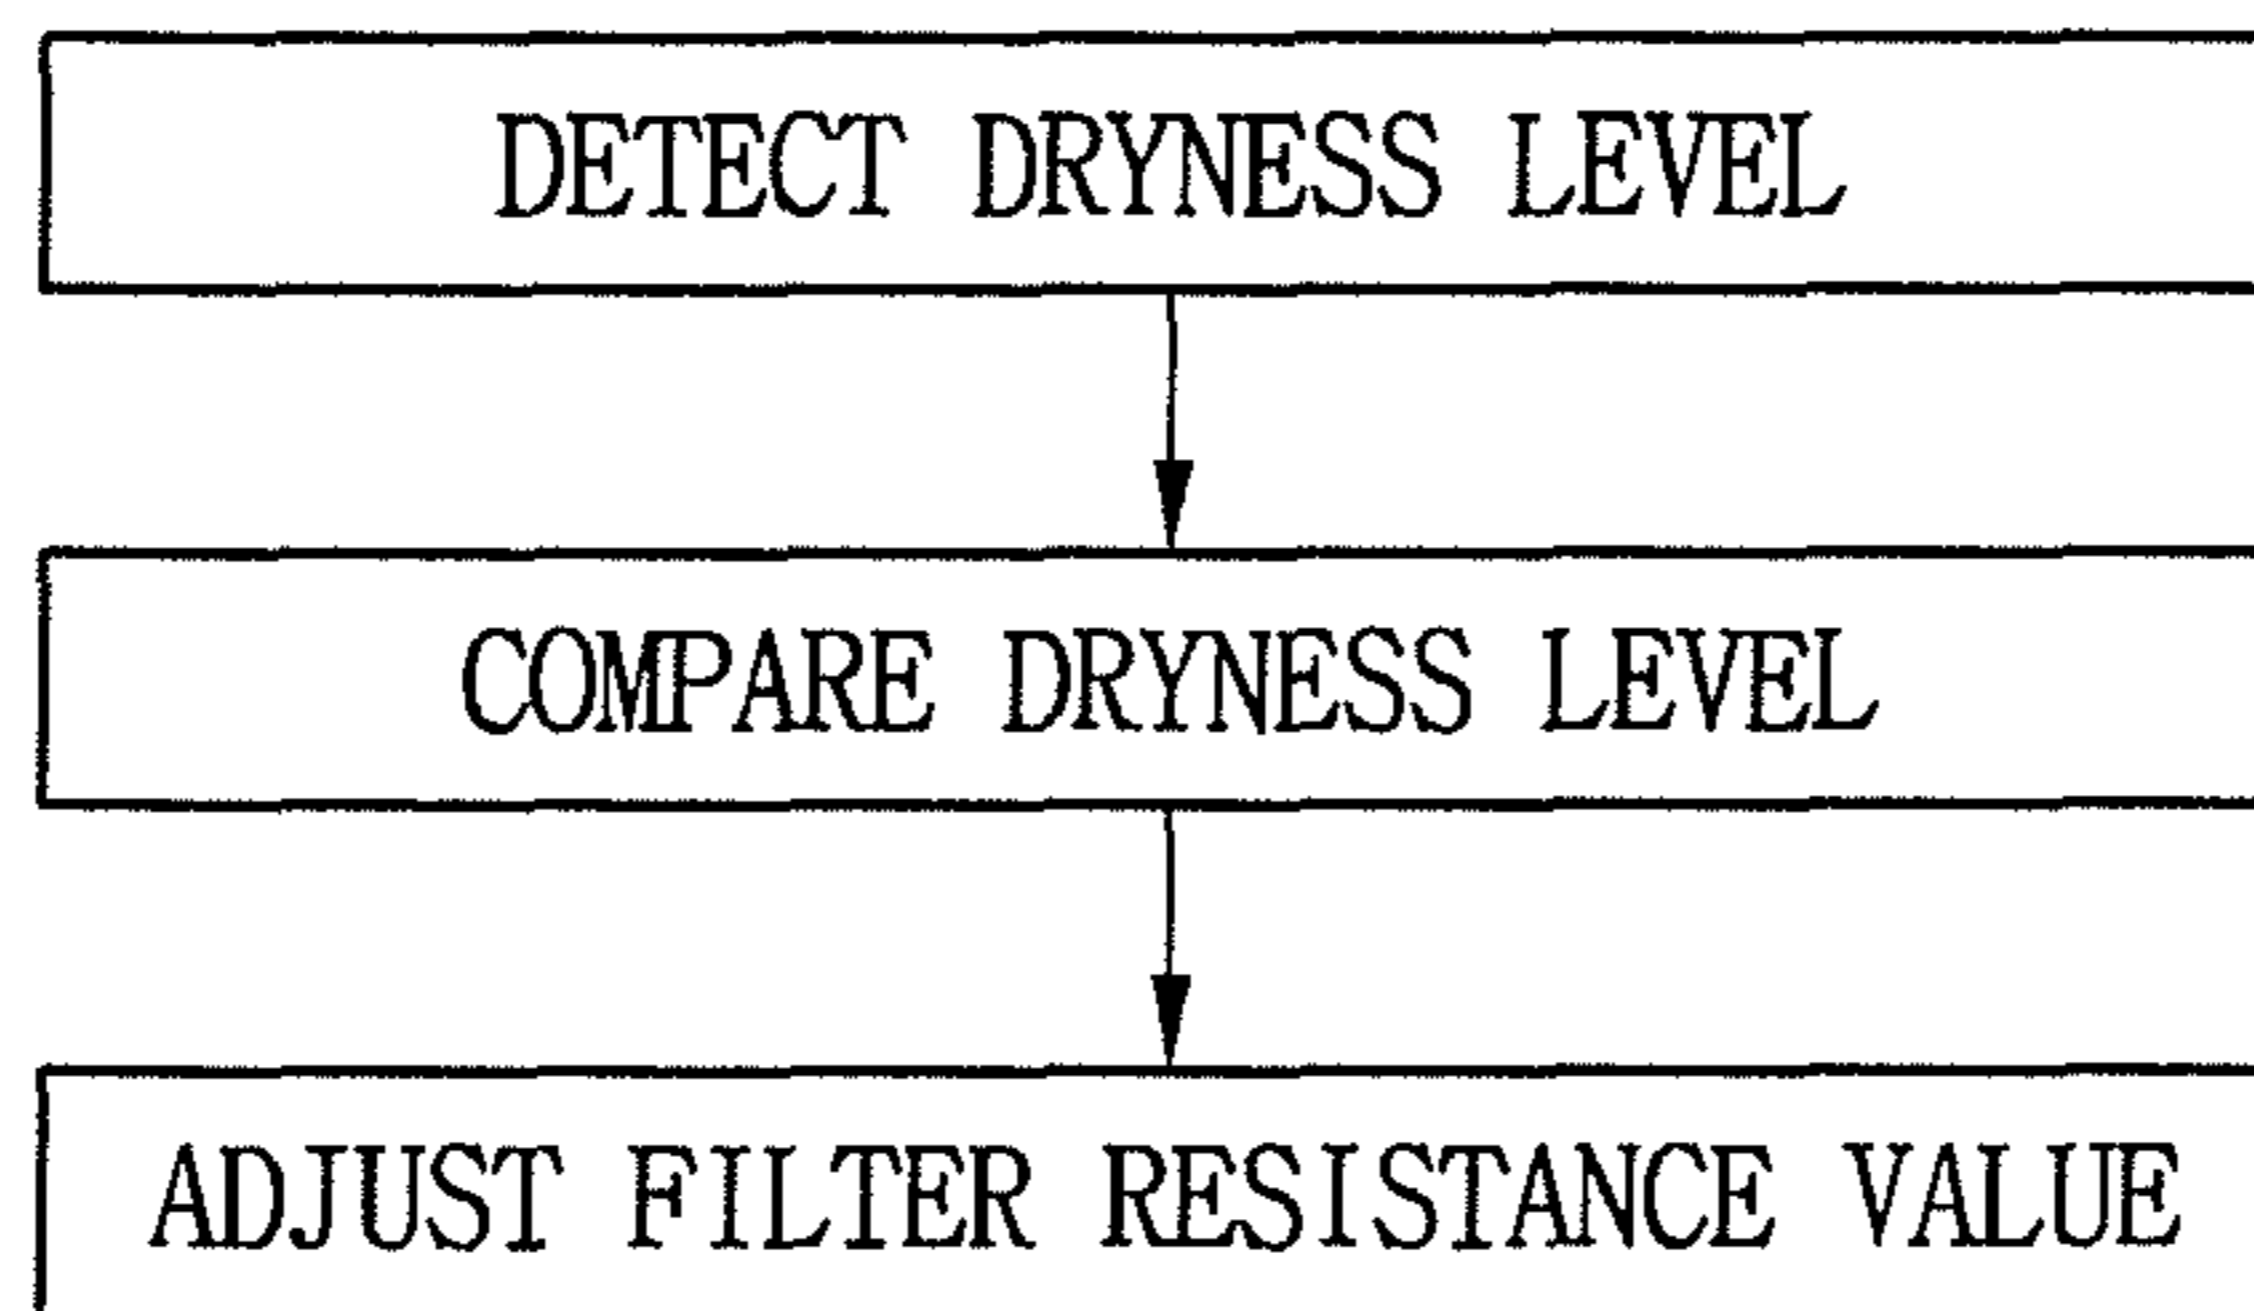 DETECT DRYNESS LEVEL
COMPARE DRYNESS LEVEL
ADJUST FILTER RESISTANCE VALUE